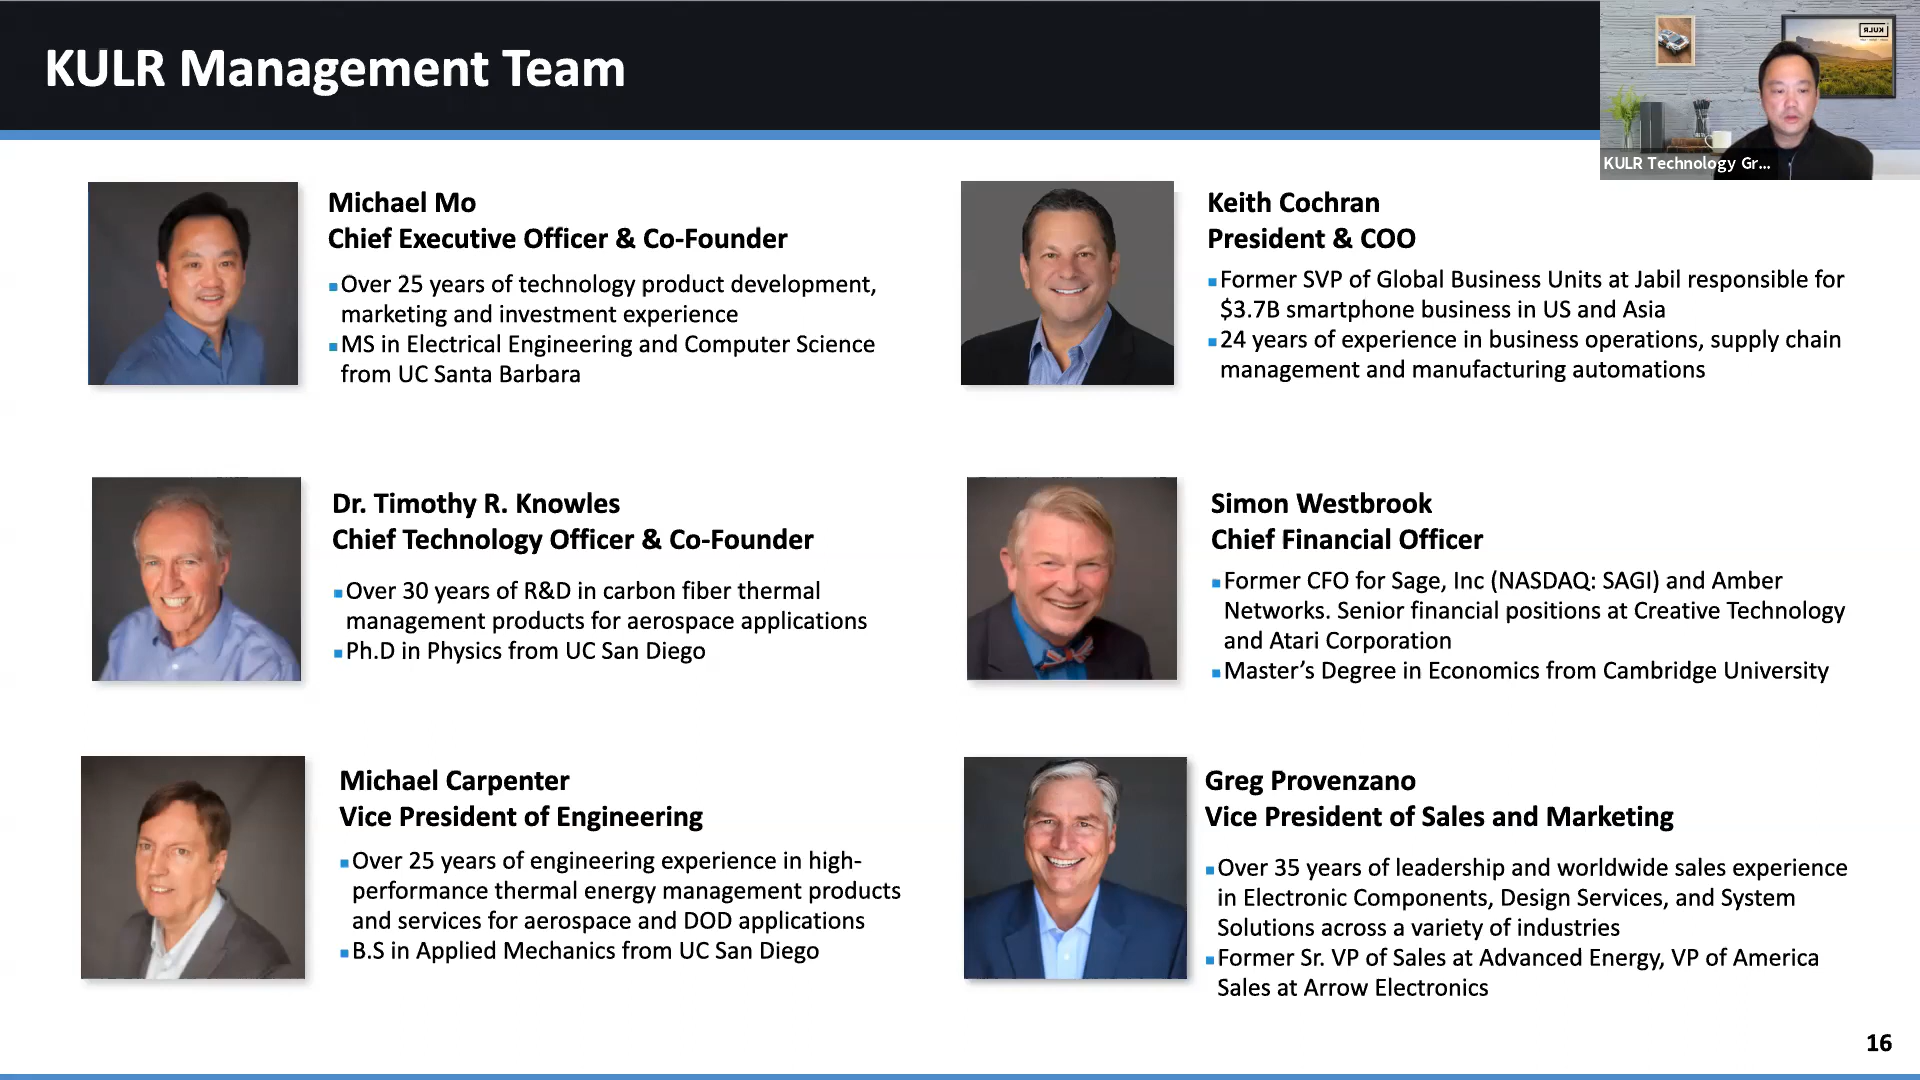 KULR Management Team
KULR
KULR Technology Gr...
Michael Mo
Chief Executive Officer & Co-Founder
▪Over 25 years of technology product development,
marketing and investment experience
▪MS in Electrical Engineering and Computer Science
from UC Santa Barbara
Keith Cochran
President & COO
▪Former SVP of Global Business Units at Jabil responsible for
$3.7B smartphone business in US and Asia
▪24 years of experience in business operations, supply chain
management and manufacturing automations
Dr. Timothy R. Knowles
Chief Technology Officer & Co-Founder
▪Over 30 years of R&D in carbon fiber thermal
management products for aerospace applications
▪Ph.D in Physics from UC San Diego
Simon Westbrook
Chief Financial Officer
▪Former CFO for Sage, Inc (NASDAQ: SAGI) and Amber
Networks. Senior financial positions at Creative Technology
and Atari Corporation
▪Master’s Degree in Economics from Cambridge University
Michael Carpenter
Vice President of Engineering
▪Over 25 years of engineering experience in high-
performance thermal energy management products
and services for aerospace and DOD applications
▪B.S in Applied Mechanics from UC San Diego
Greg Provenzano
Vice President of Sales and Marketing
▪Over 35 years of leadership and worldwide sales experience
in Electronic Components, Design Services, and System
Solutions across a variety of industries
▪Former Sr. VP of Sales at Advanced Energy, VP of America
Sales at Arrow Electronics
16